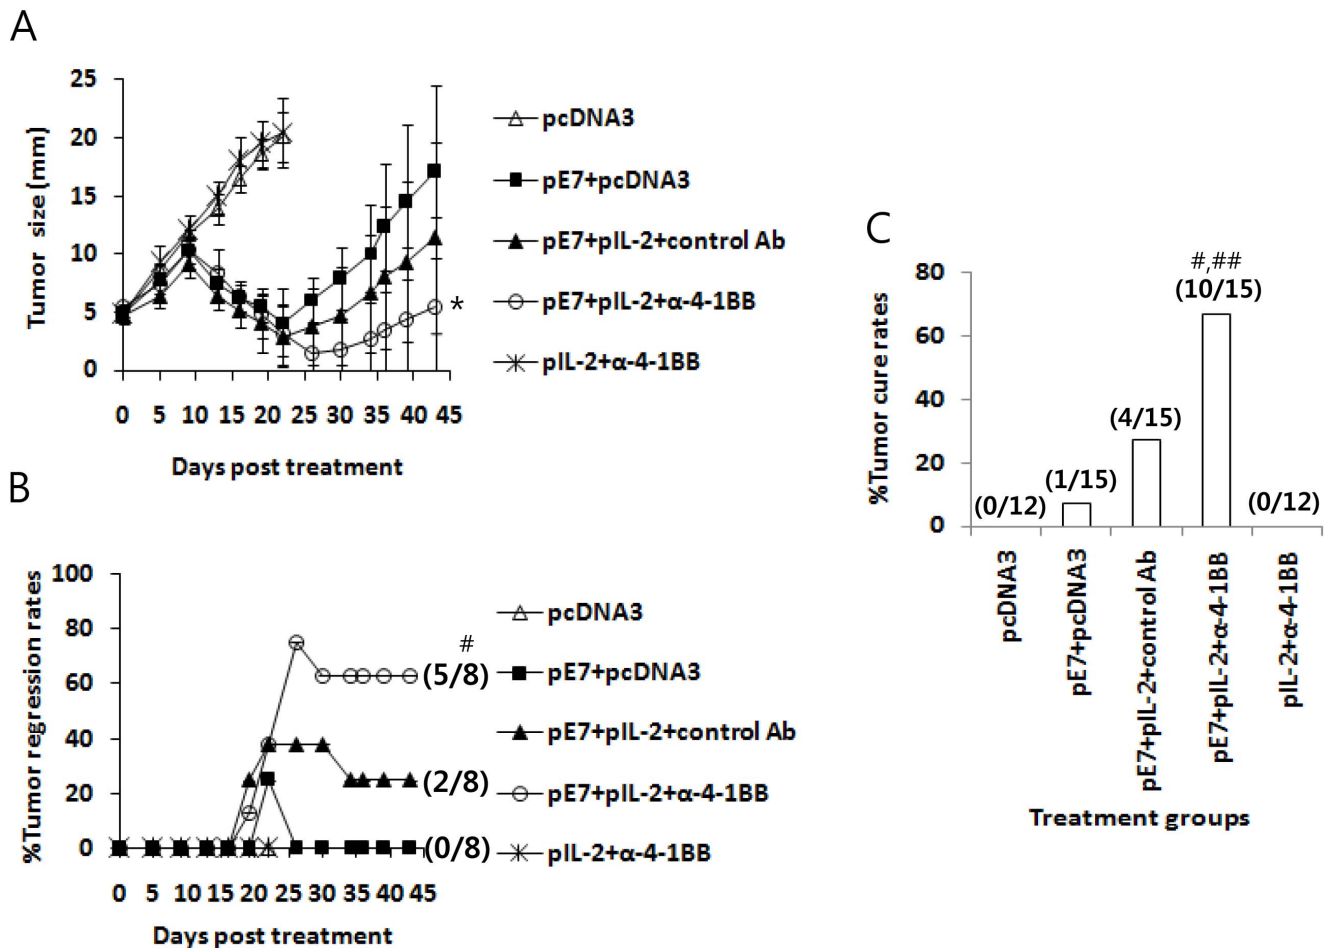 A
25
20
15
10
5
0
Tumor size (mm)
0 5 10 15 20 25 30 35 40 45
Days post treatment
pcDNA3
pE7+pcDNA3
pE7+pIL-2+control Ab
pE7+pIL-2+α-4-1BB
pIL-2+α-4-1BB
*
B
100
80
60
40
20
0
%Tumor regression rates
0 5 10 15 20 25 30 35 40 45
Days post treatment
#
(5/8)
(2/8)
(0/8)
pcDNA3
pE7+pcDNA3
pE7+pIL-2+control Ab
pE7+pIL-2+α-4-1BB
pIL-2+α-4-1BB
C
80
60
40
20
0
%Tumor cure rates
(0/12)
(1/15)
(4/15)
#,##
(10/15)
(0/12)
pcDNA3
pE7+pcDNA3
pE7+pIL-2+control Ab
pE7+pIL-2+α-4-1BB
pIL-2+α-4-1BB
Treatment groups